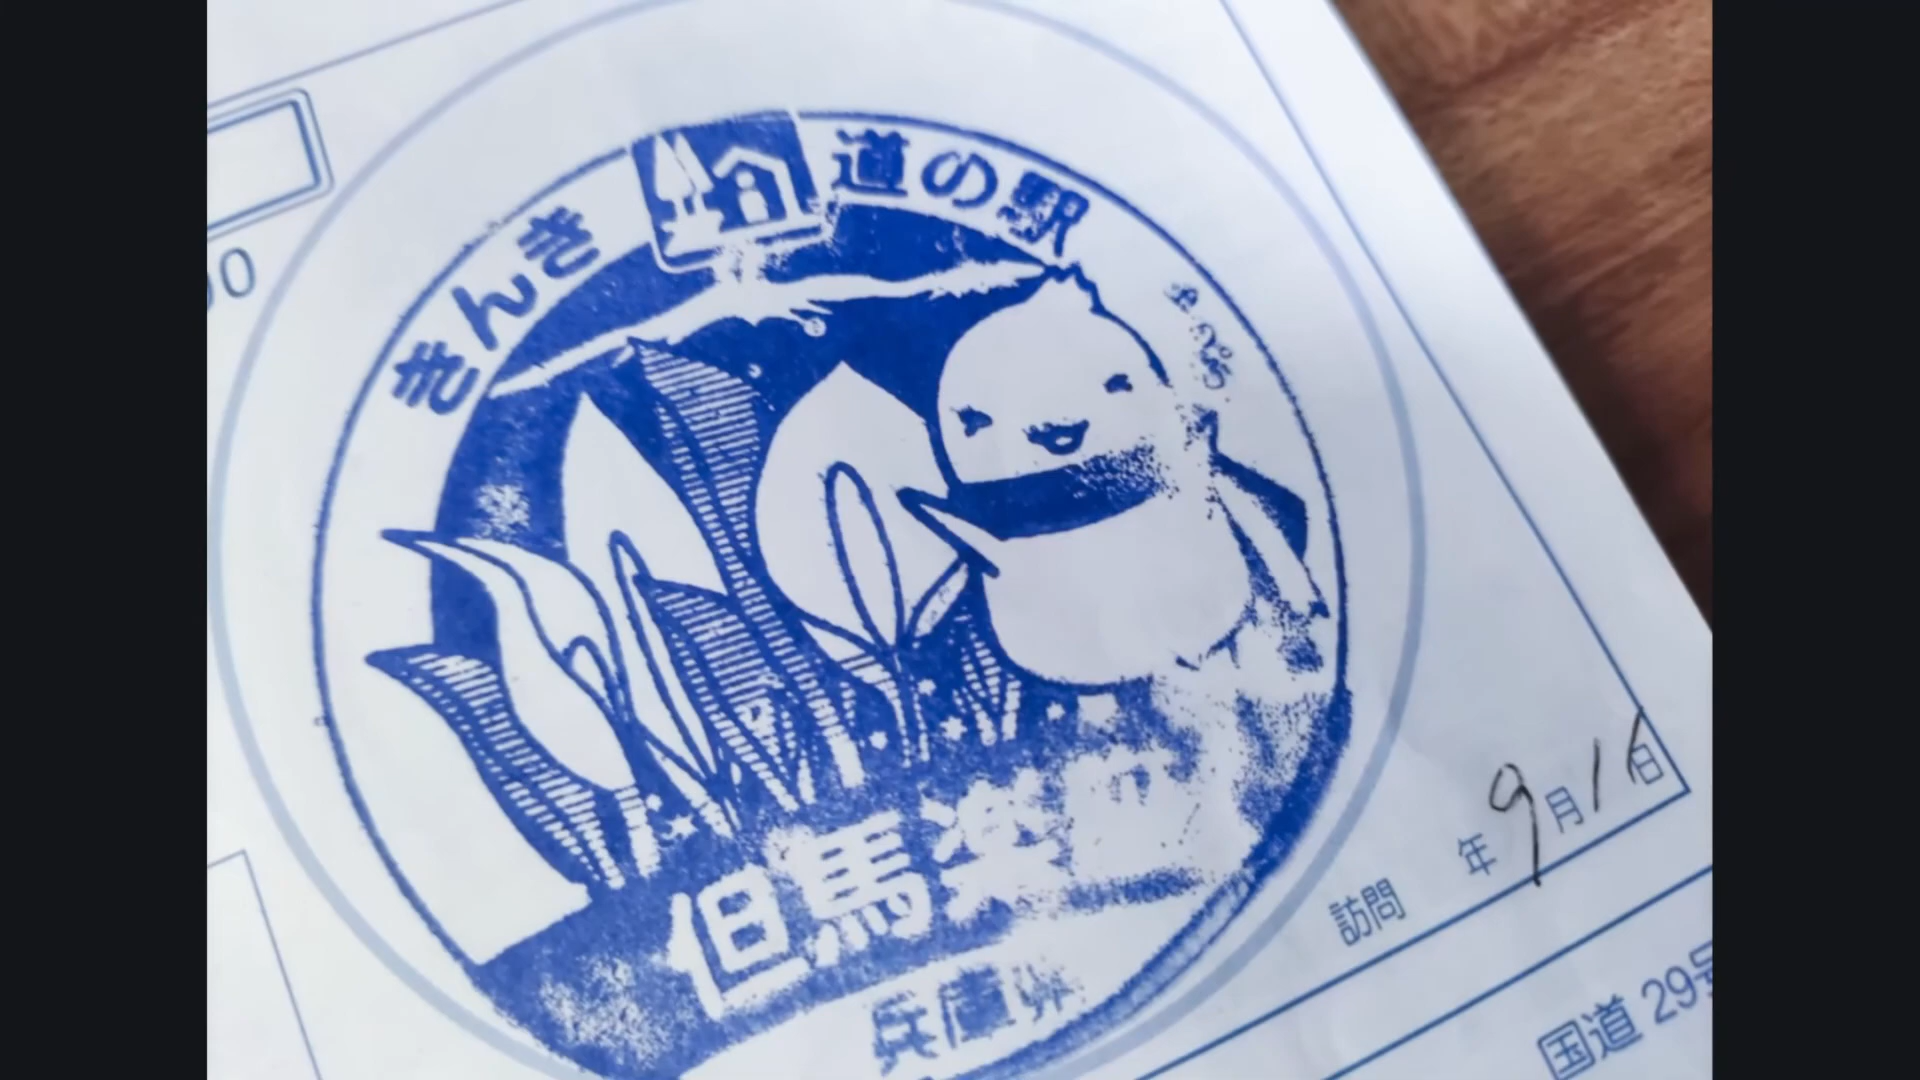 きんき 道の駅
但馬楽座
兵庫県
90
訪問 年9月16日
国道 29号